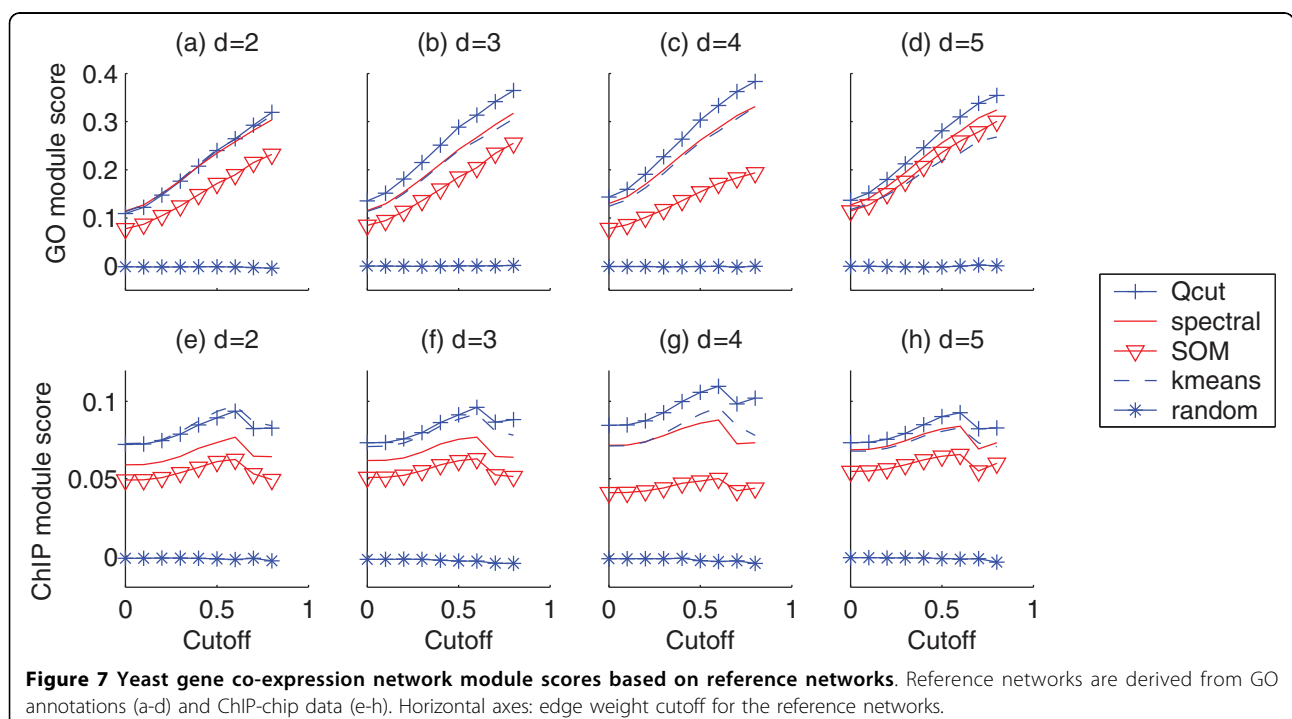 (a) d=2
(b) d=3
(c) d=4
(d) d=5
GO module score
0.4
0.3
0.2
0.1
0
Qcut
spectral
SOM
kmeans
random
(e) d=2
(f) d=3
(g) d=4
(h) d=5
ChIP module score
0.1
0.05
0
0 0.5 1
0 0.5 1
0 0.5 1
0 0.5 1
Cutoff
Cutoff
Cutoff
Cutoff
Figure 7 Yeast gene co-expression network module scores based on reference networks. Reference networks are derived from GO
annotations (a-d) and ChIP-chip data (e-h). Horizontal axes: edge weight cutoff for the reference networks.